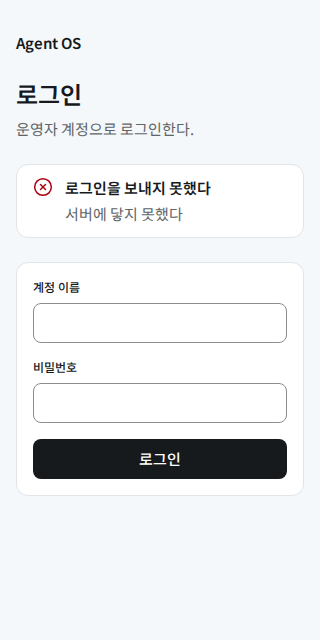 Agent OS
로그인
운영자 계정으로 로그인한다.
로그인을 보내지 못했다
서버에 닿지 못했다
계정 이름
비밀번호
로그인